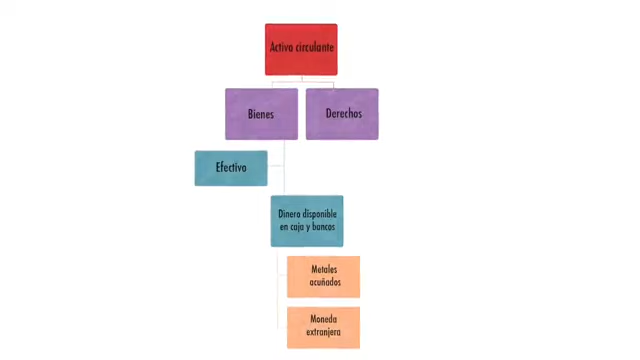 Activo circulante
Bienes
Derechos
Efectivo
Dinero disponible
en caja y bancos
Metales
acuñados
Moneda
extranjera